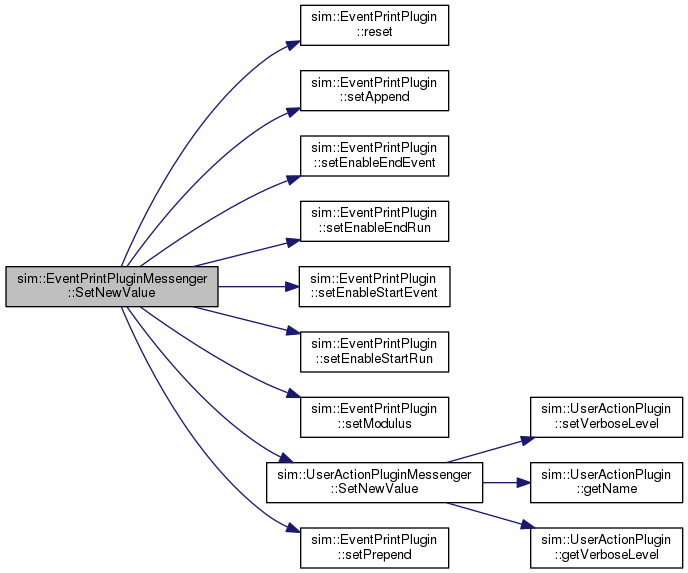 sim::EventPrintPluginMessenger
::SetNewValue
sim::EventPrintPlugin
::reset
sim::EventPrintPlugin
::setAppend
sim::EventPrintPlugin
::setEnableEndEvent
sim::EventPrintPlugin
::setEnableEndRun
sim::EventPrintPlugin
::setEnableStartEvent
sim::EventPrintPlugin
::setEnableStartRun
sim::EventPrintPlugin
::setModulus
sim::UserActionPluginMessenger
::SetNewValue
sim::EventPrintPlugin
::setPrepend
sim::UserActionPlugin
::setVerboseLevel
sim::UserActionPlugin
::getName
sim::UserActionPlugin
::getVerboseLevel